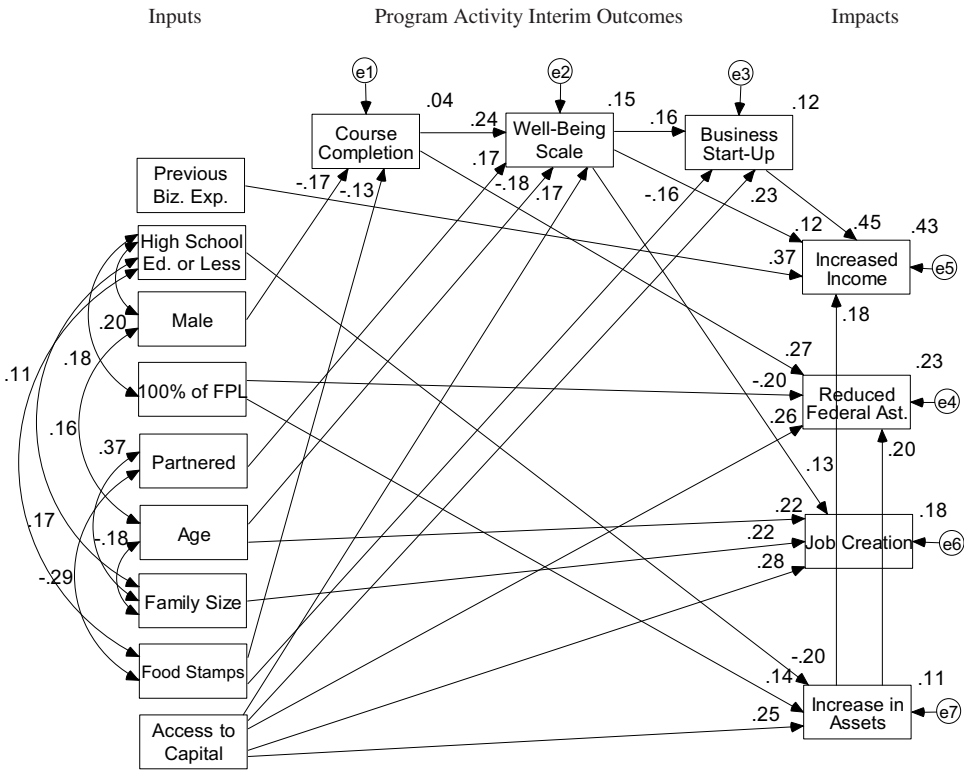 Inputs
Program Activity Interim Outcomes
Impacts
e1
e2
e3
.04
.15
.12
Course
Completion
.24
Well-Being
Scale
.16
Business
Start-Up
Previous
Biz. Exp.
-.17
-.13
.17
-.18
.17
-.16
.23
High School
Ed. or Less
.12
.45
.43
.37
Increased
Income
e5
.20
Male
.18
.18
.11
100% of FPL
.27
-.20
.23
Reduced
Federal Ast.
e4
.26
.16
.37
Partnered
.20
.13
-.18
Age
.22
.22
.28
.18
Job Creation
e6
.17
-.29
Family Size
Food Stamps
-.20
.14
.11
Access to
Capital
.25
Increase in
Assets
e7